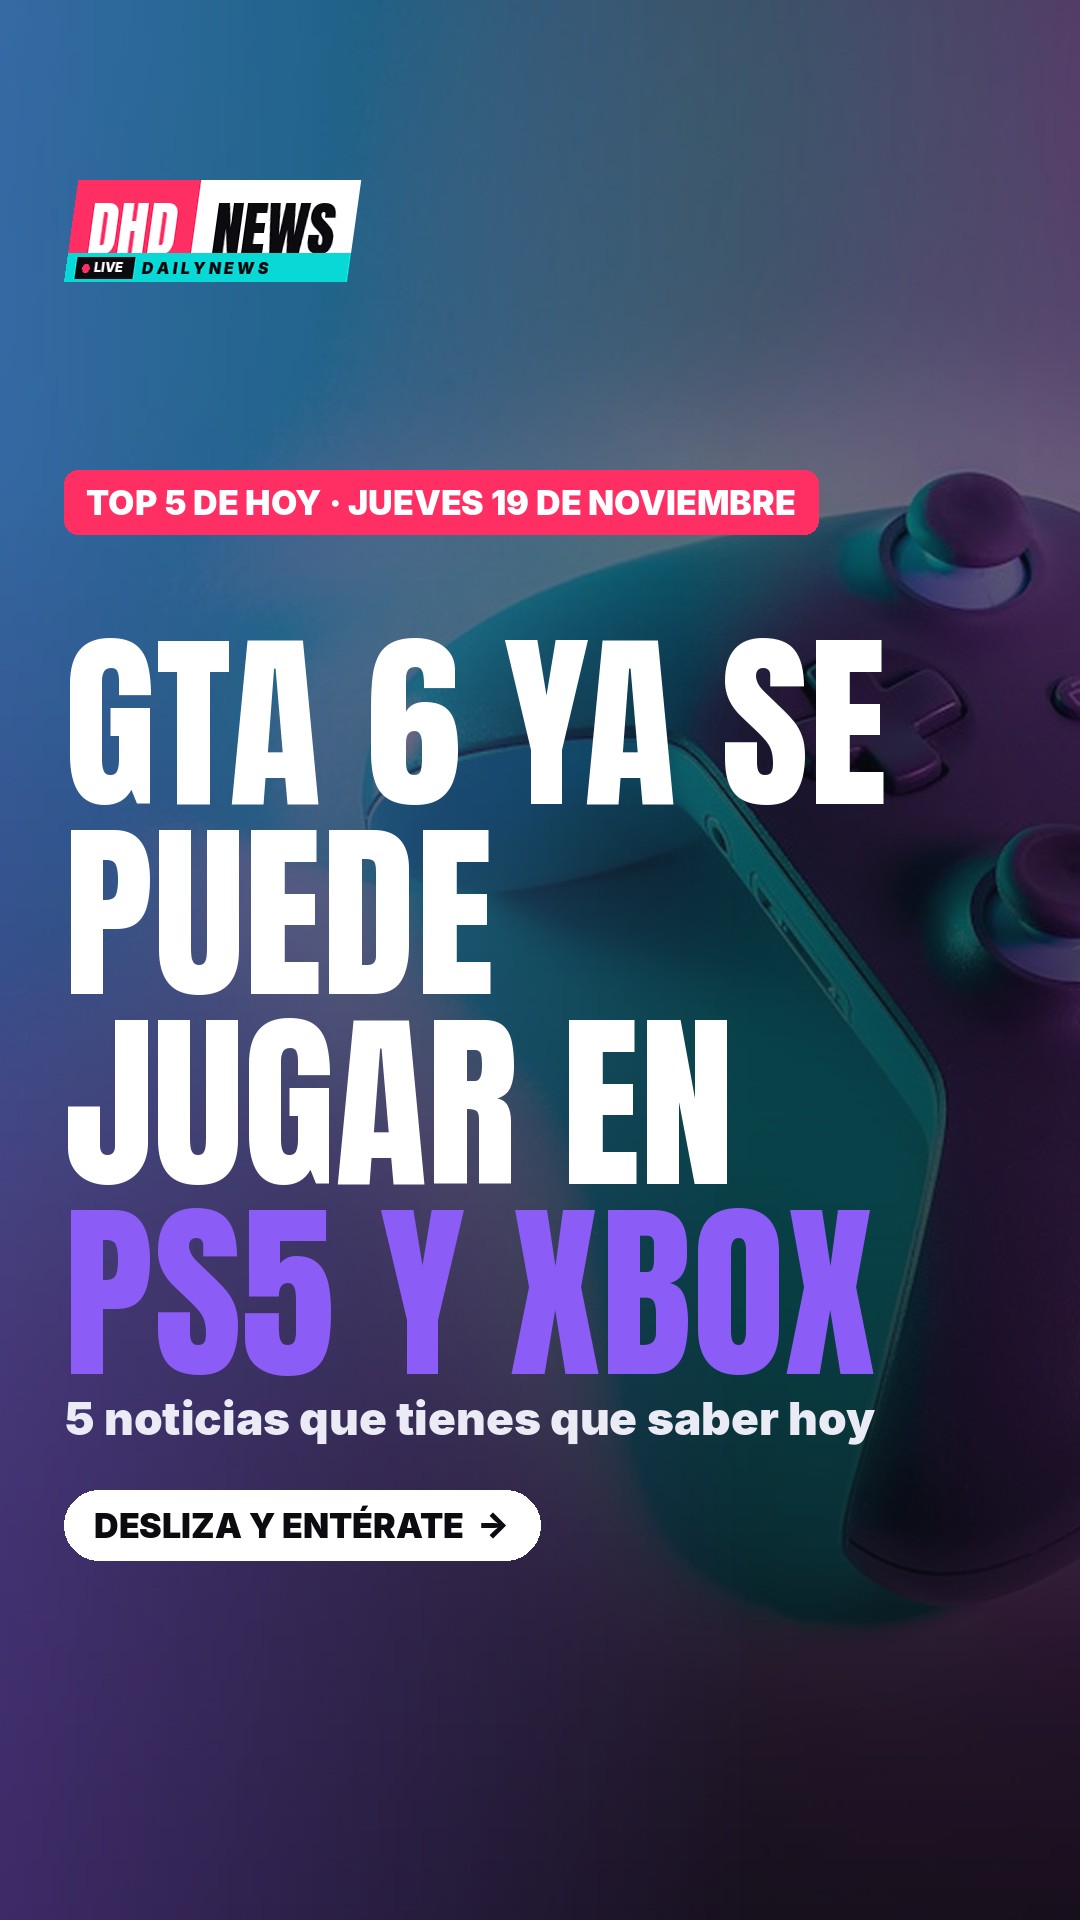 DHD NEWS
LIVE DAILYNEWS
TOP 5 DE HOY · JUEVES 19 DE NOVIEMBRE
GTA 6 YA SE
PUEDE
JUGAR EN
PS5 Y XBOX
5 noticias que tienes que saber hoy
DESLIZA Y ENTÉRATE →